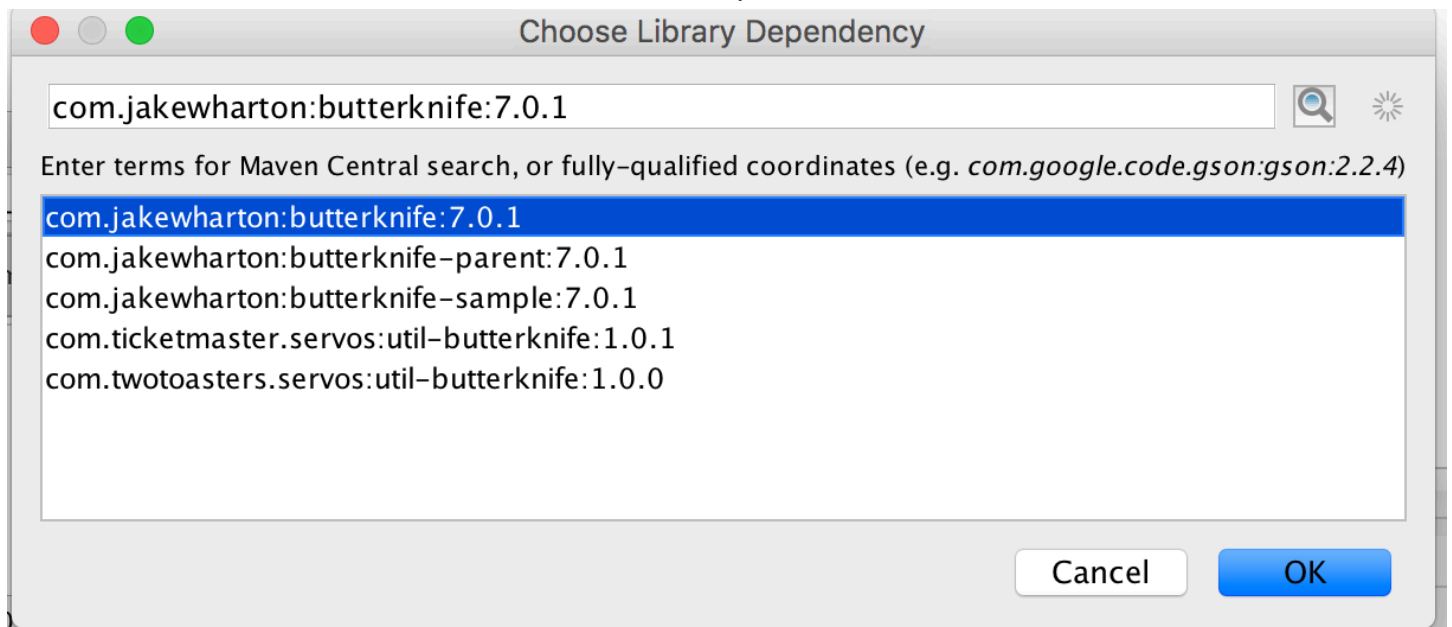 Choose Library Dependency
com.jakewharton:butterknife:7.0.1
Enter terms for Maven Central search, or fully-qualified coordinates (e.g. com.google.code.gson:gson:2.2.4)
com.jakewharton:butterknife:7.0.1
com.jakewharton:butterknife-parent:7.0.1
com.jakewharton:butterknife-sample:7.0.1
com.ticketmaster.servos:util-butterknife:1.0.1
com.twotoasters.servos:util-butterknife:1.0.0
Cancel OK